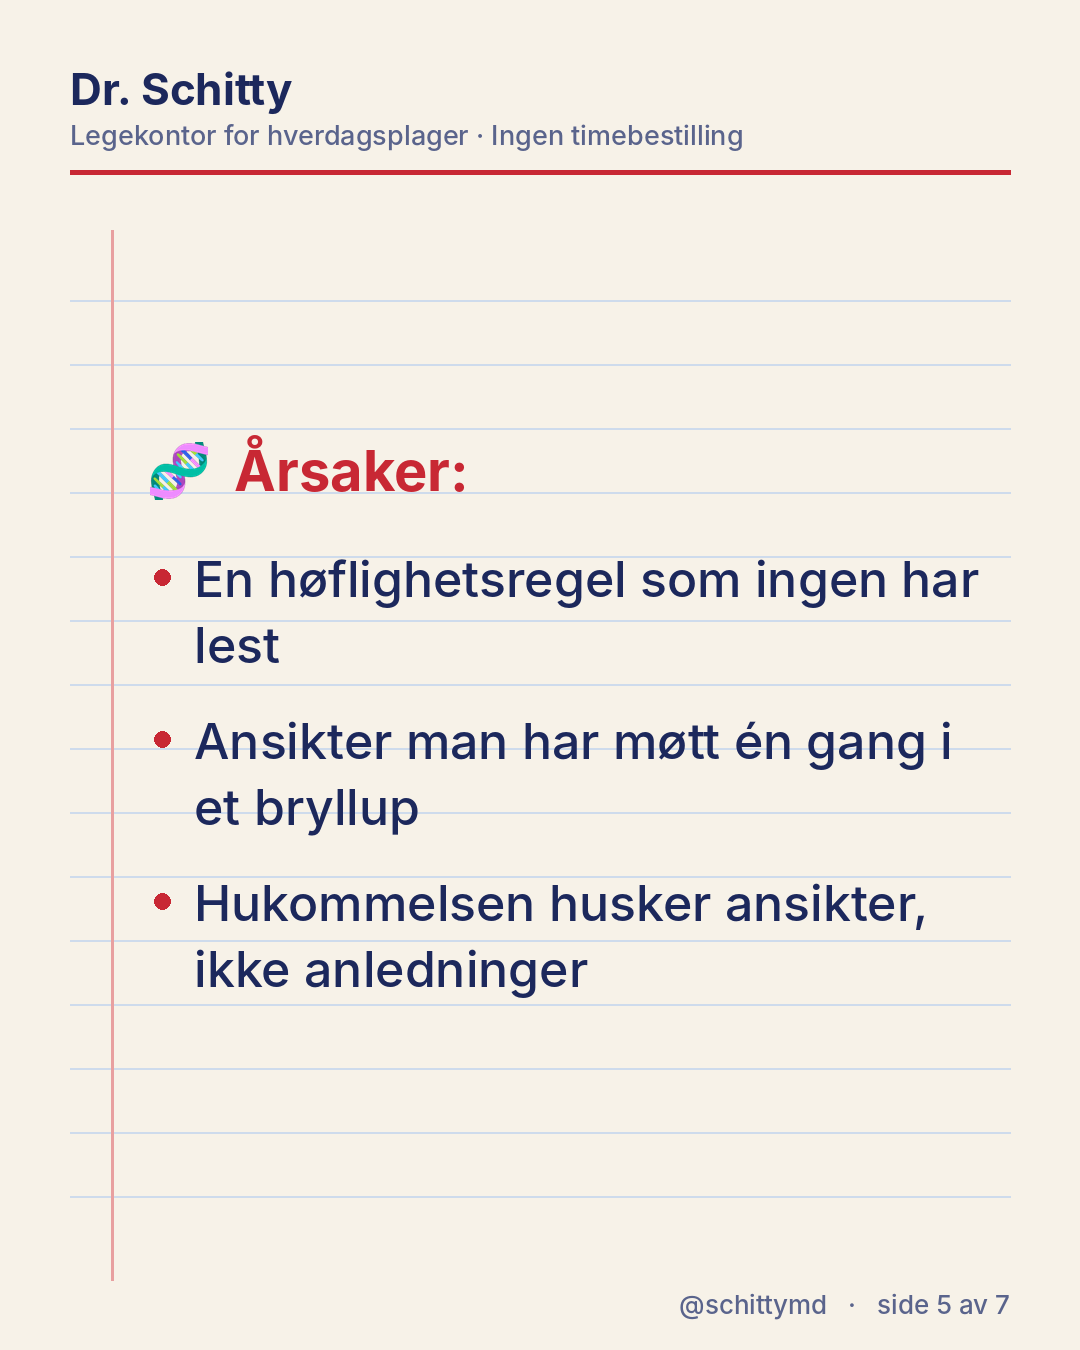 Dr. Schitty
Legekontor for hverdagsplager · Ingen timebestilling
🧬 Årsaker:
• En høflighetsregel som ingen har
lest
• Ansikter man har møtt én gang i
et bryllup
• Hukommelsen husker ansikter,
ikke anledninger
@schittymd · side 5 av 7